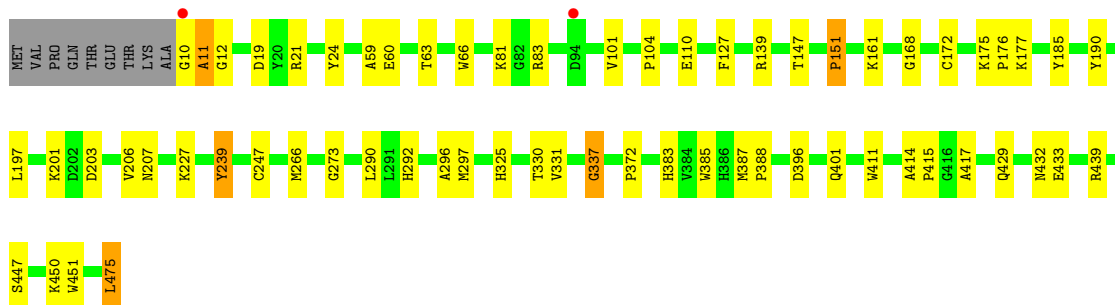 MET VAL PRO GLN THR GLU THR LYS ALA G10 A11 G12 D19 Y20 R21 Y24 A59 E60 T63 W66 K81 G82 R83 D94 V101 P104 E110 F127 R139 T147 P151 K161 G168 C172 K175 P176 K177 Y185 Y190
L197 K201 D202 D203 V206 N207 K227 Y239 C247 M266 G273 L290 L291 H292 A296 M297 H325 T330 V331 G337 P372 H383 V384 W385 H386 M387 P388 D396 Q401 W411 A414 P415 G416 A417 Q429 N432 E433 R439
S447 K450 W451 L475